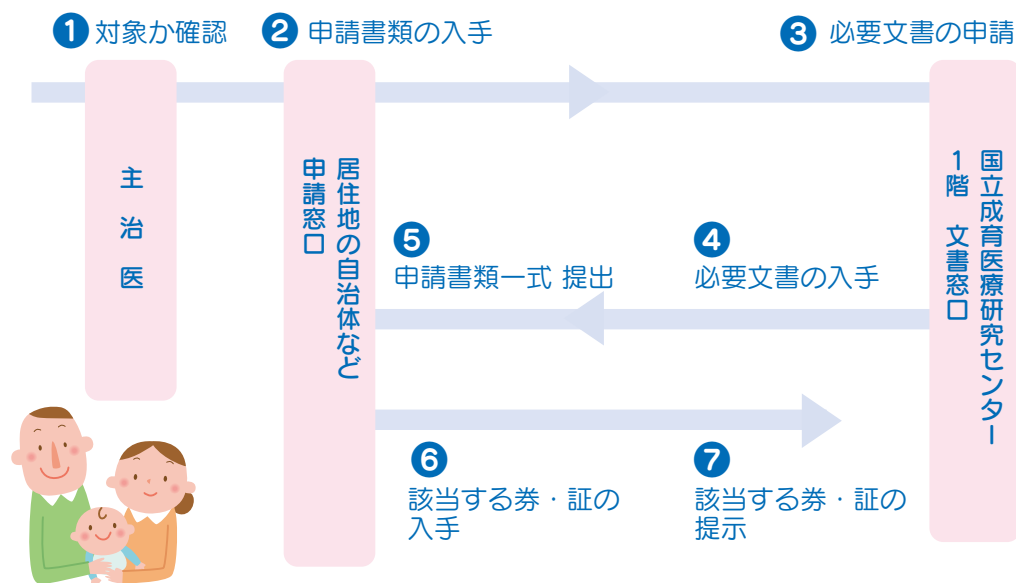 ❶ 対象か確認
❷ 申請書類の入手
❸ 必要文書の申請
主治医
居住地の自治体など
申請窓口
国立成育医療研究センター
1階 文書窓口
❹
必要文書の入手
❺
申請書類一式 提出
❻
該当する券・証の
入手
❼
該当する券・証の
提示